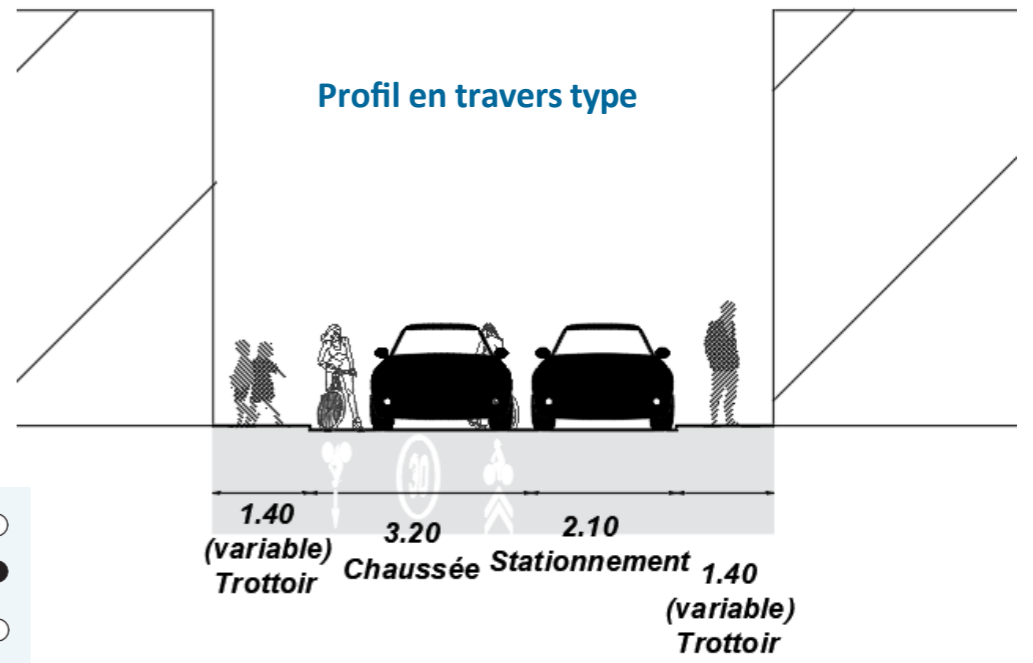 Profil en travers type
30
1.40
(variable)
Trottoir
3.20
Chaussée
2.10
Stationnement
1.40
(variable)
Trottoir